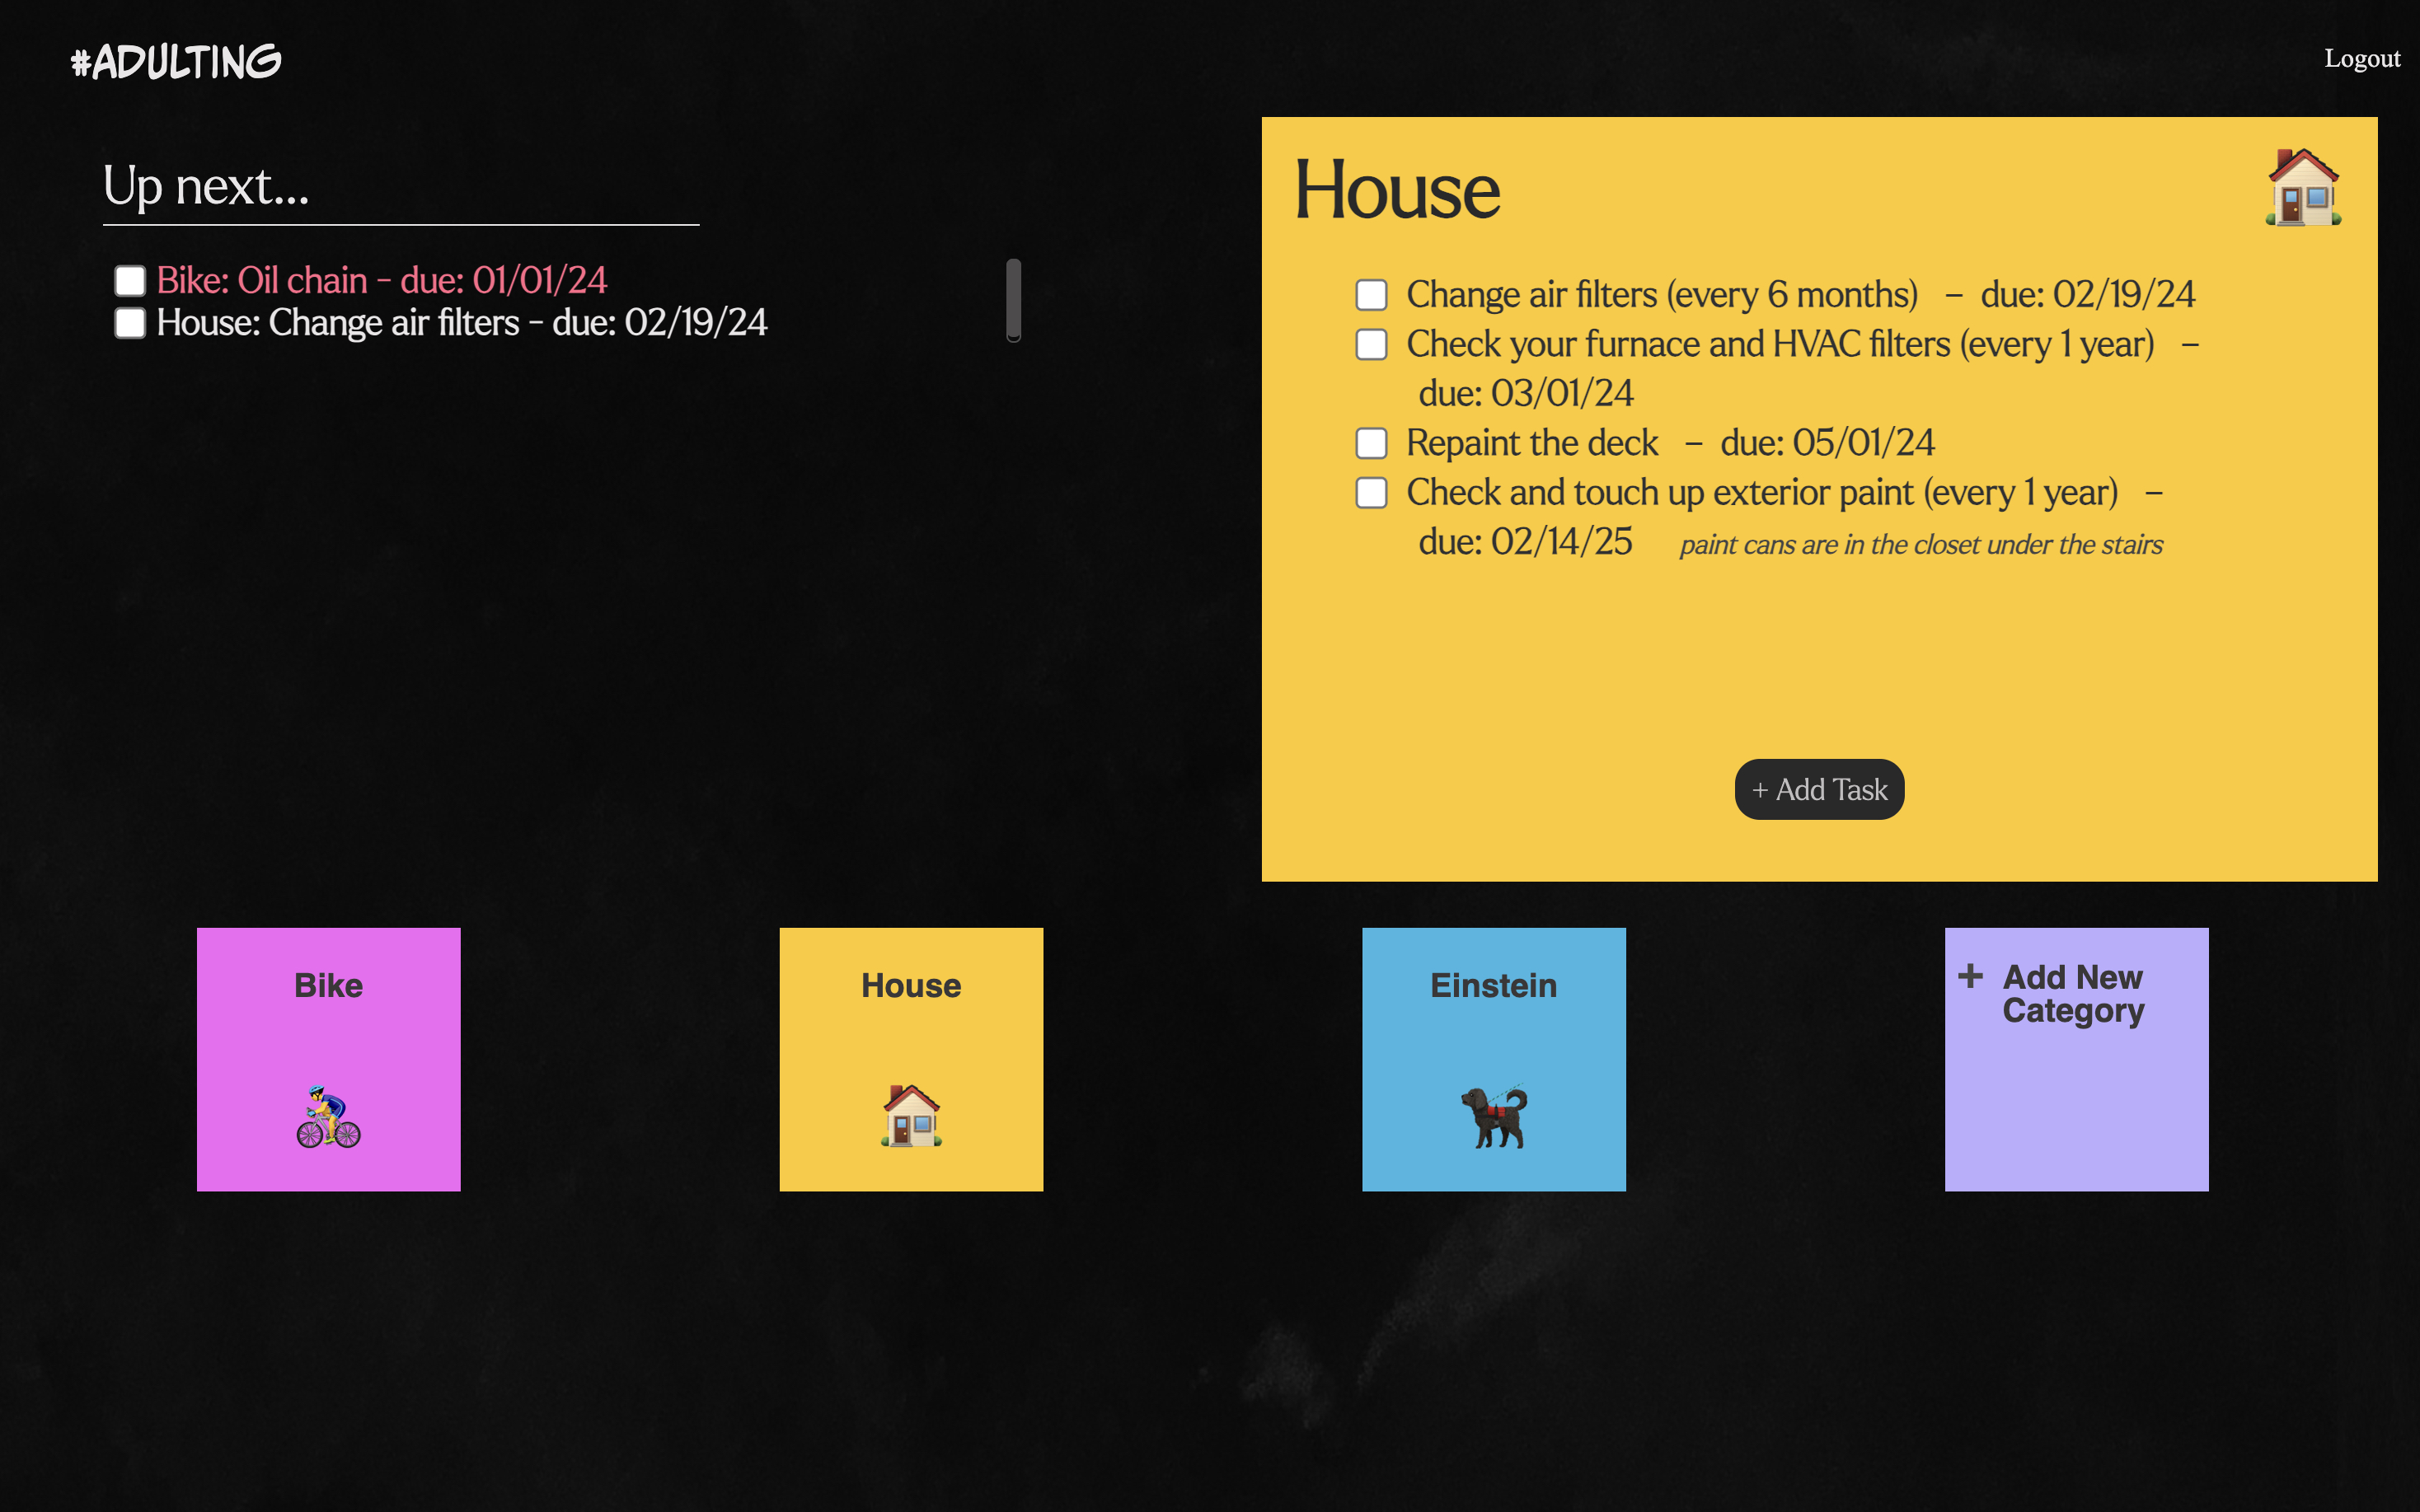 #ADULTING
Logout
Up next...
Bike: Oil chain - due: 01/01/24
House: Change air filters - due: 02/19/24
House
Change air filters (every 6 months) - due: 02/19/24
Check your furnace and HVAC filters (every 1 year) -
due: 03/01/24
Repaint the deck - due: 05/01/24
Check and touch up exterior paint (every 1 year) -
due: 02/14/25 paint cans are in the closet under the stairs
+ Add Task
Bike
House
Einstein
+ Add New
Category